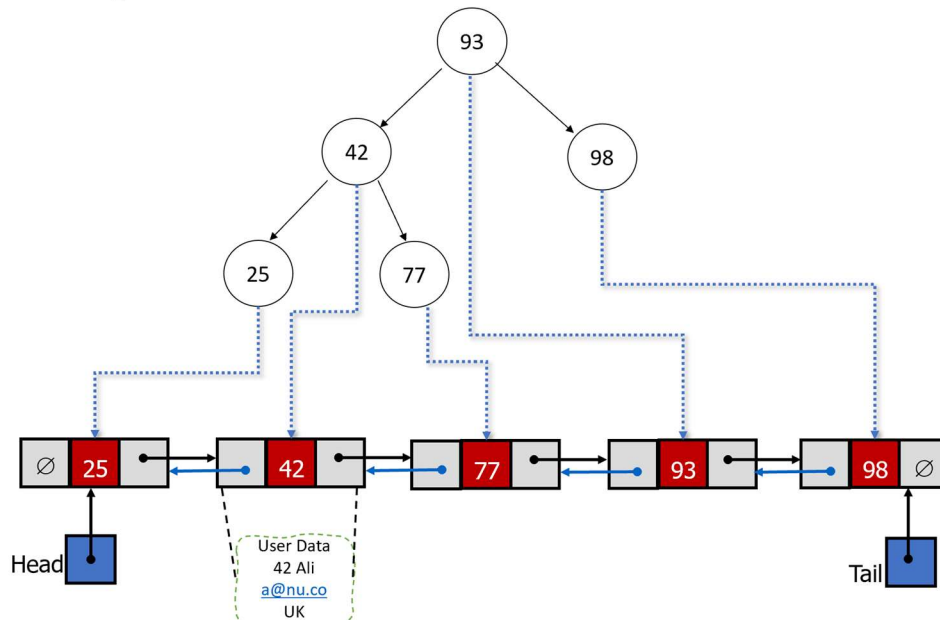 93
42
98
25
77
∅ 25
42
77
93
98 ∅
Head
User Data
42 Ali
a@nu.co
UK
Tail